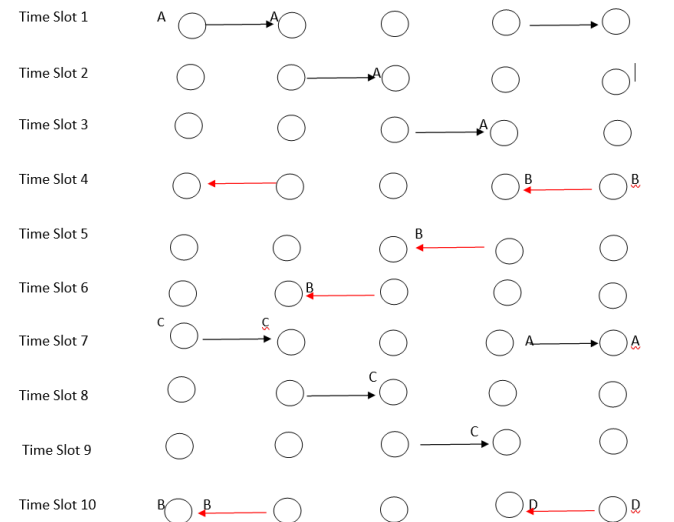 Time Slot 1 A A
Time Slot 2 A
Time Slot 3 A
Time Slot 4 B B
Time Slot 5 B
Time Slot 6 B
Time Slot 7 C C A A
Time Slot 8 C
Time Slot 9 C
Time Slot 10 B B D D